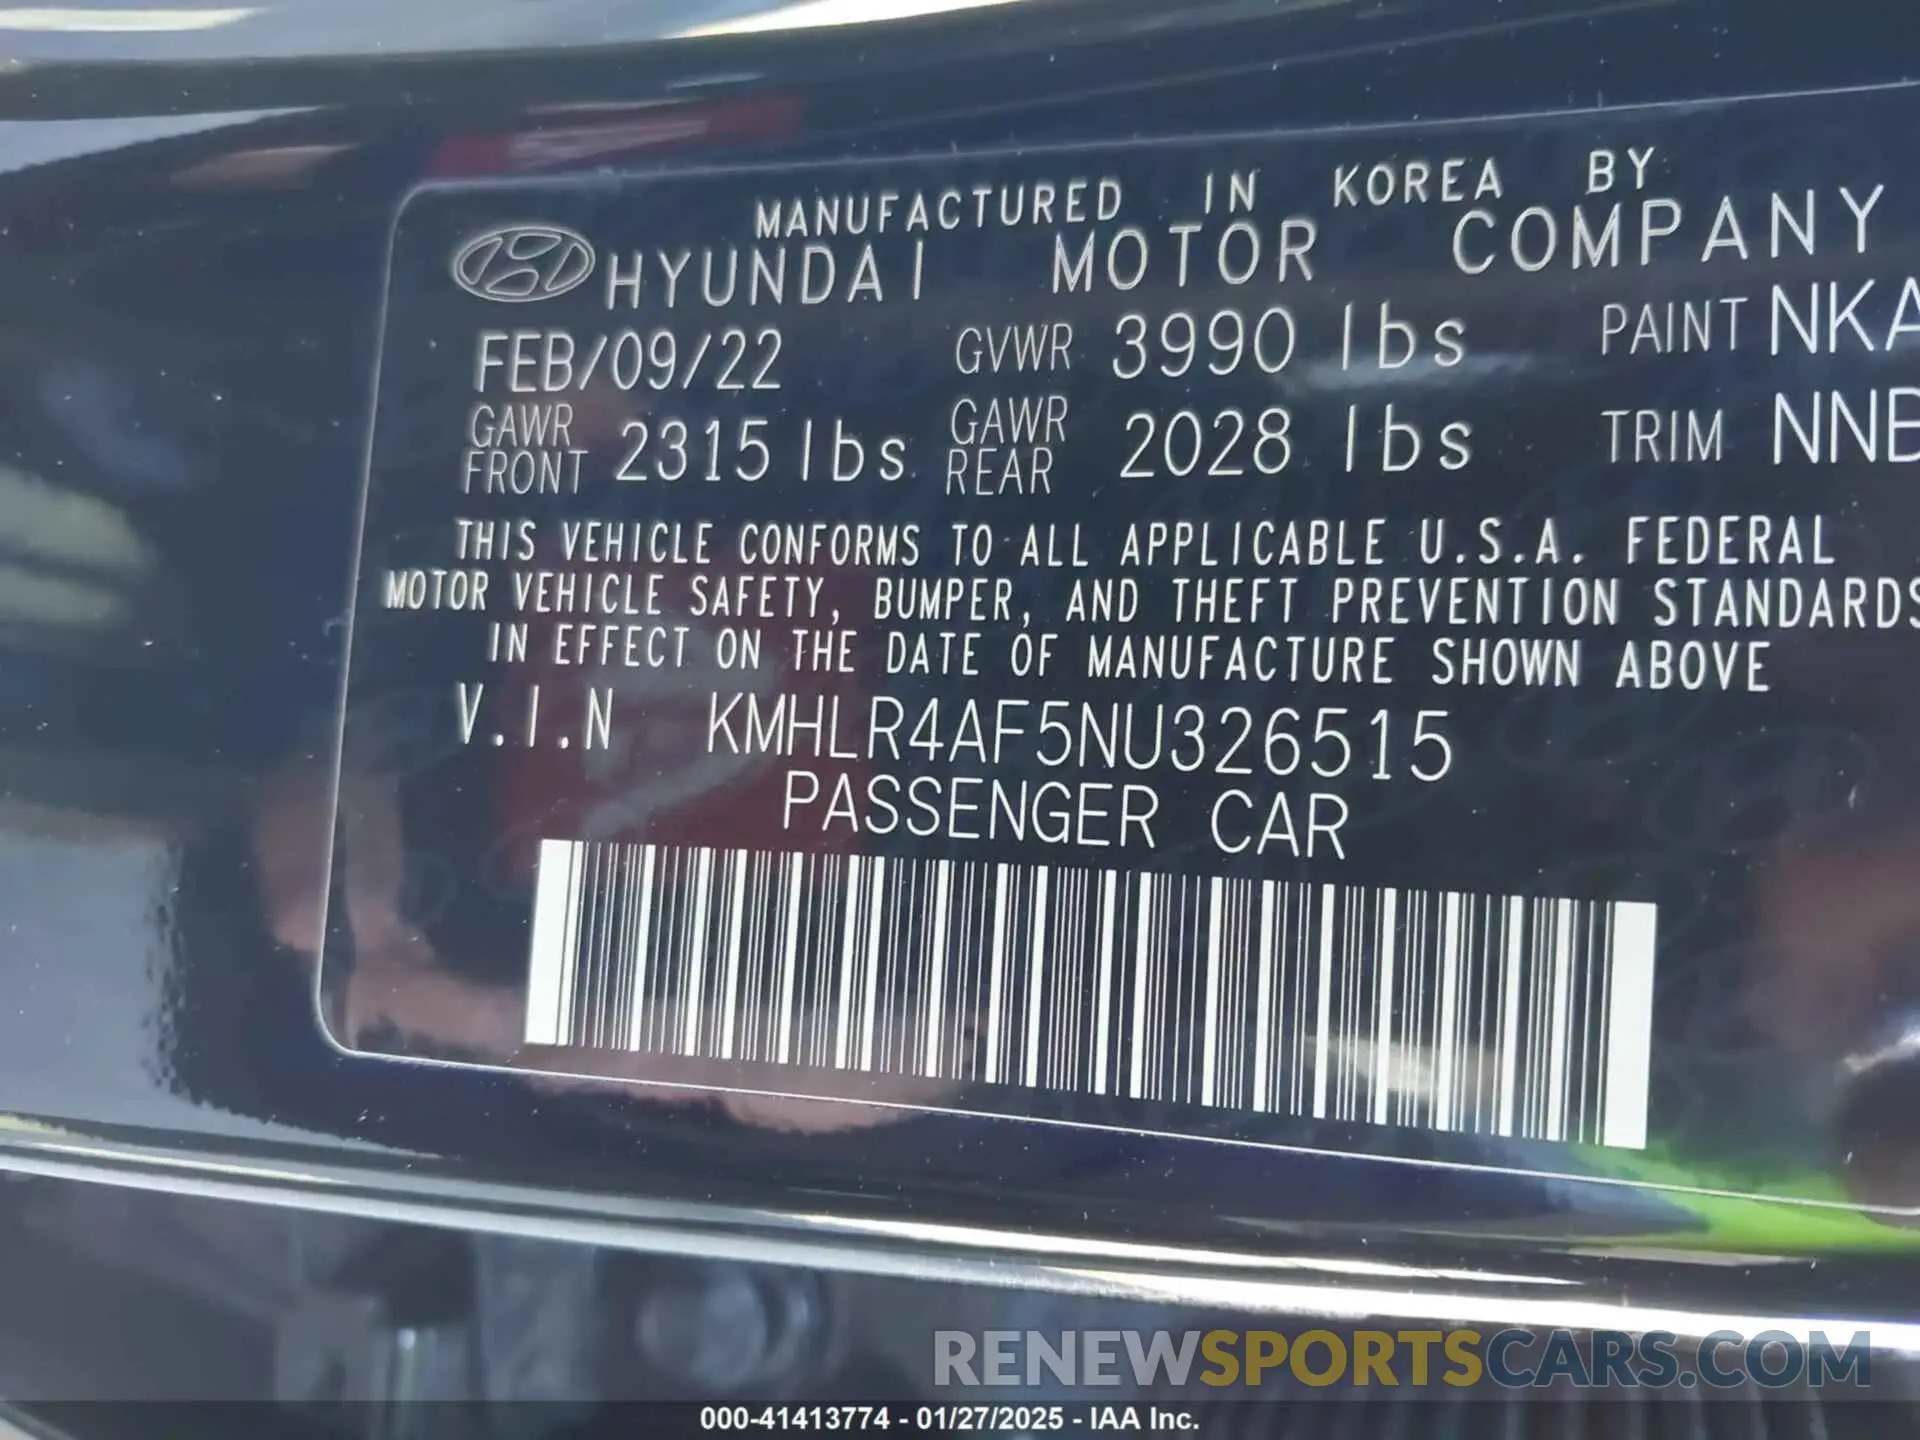 MANUFACTURED IN KOREA BY
HYUNDAI MOTOR COMPANY
FEB/09/22 GVWR 3990 lbs PAINT NKA
GAWR FRONT 2315 lbs GAWR REAR 2028 lbs TRIM NNB
THIS VEHICLE CONFORMS TO ALL APPLICABLE U.S.A. FEDERAL
MOTOR VEHICLE SAFETY, BUMPER, AND THEFT PREVENTION STANDARDS
IN EFFECT ON THE DATE OF MANUFACTURE SHOWN ABOVE
V.I.N KMHLR4AF5NU326515
PASSENGER CAR
RENEWSPORTSCARS.COM
000-41413774 - 01/27/2025 - IAA Inc.